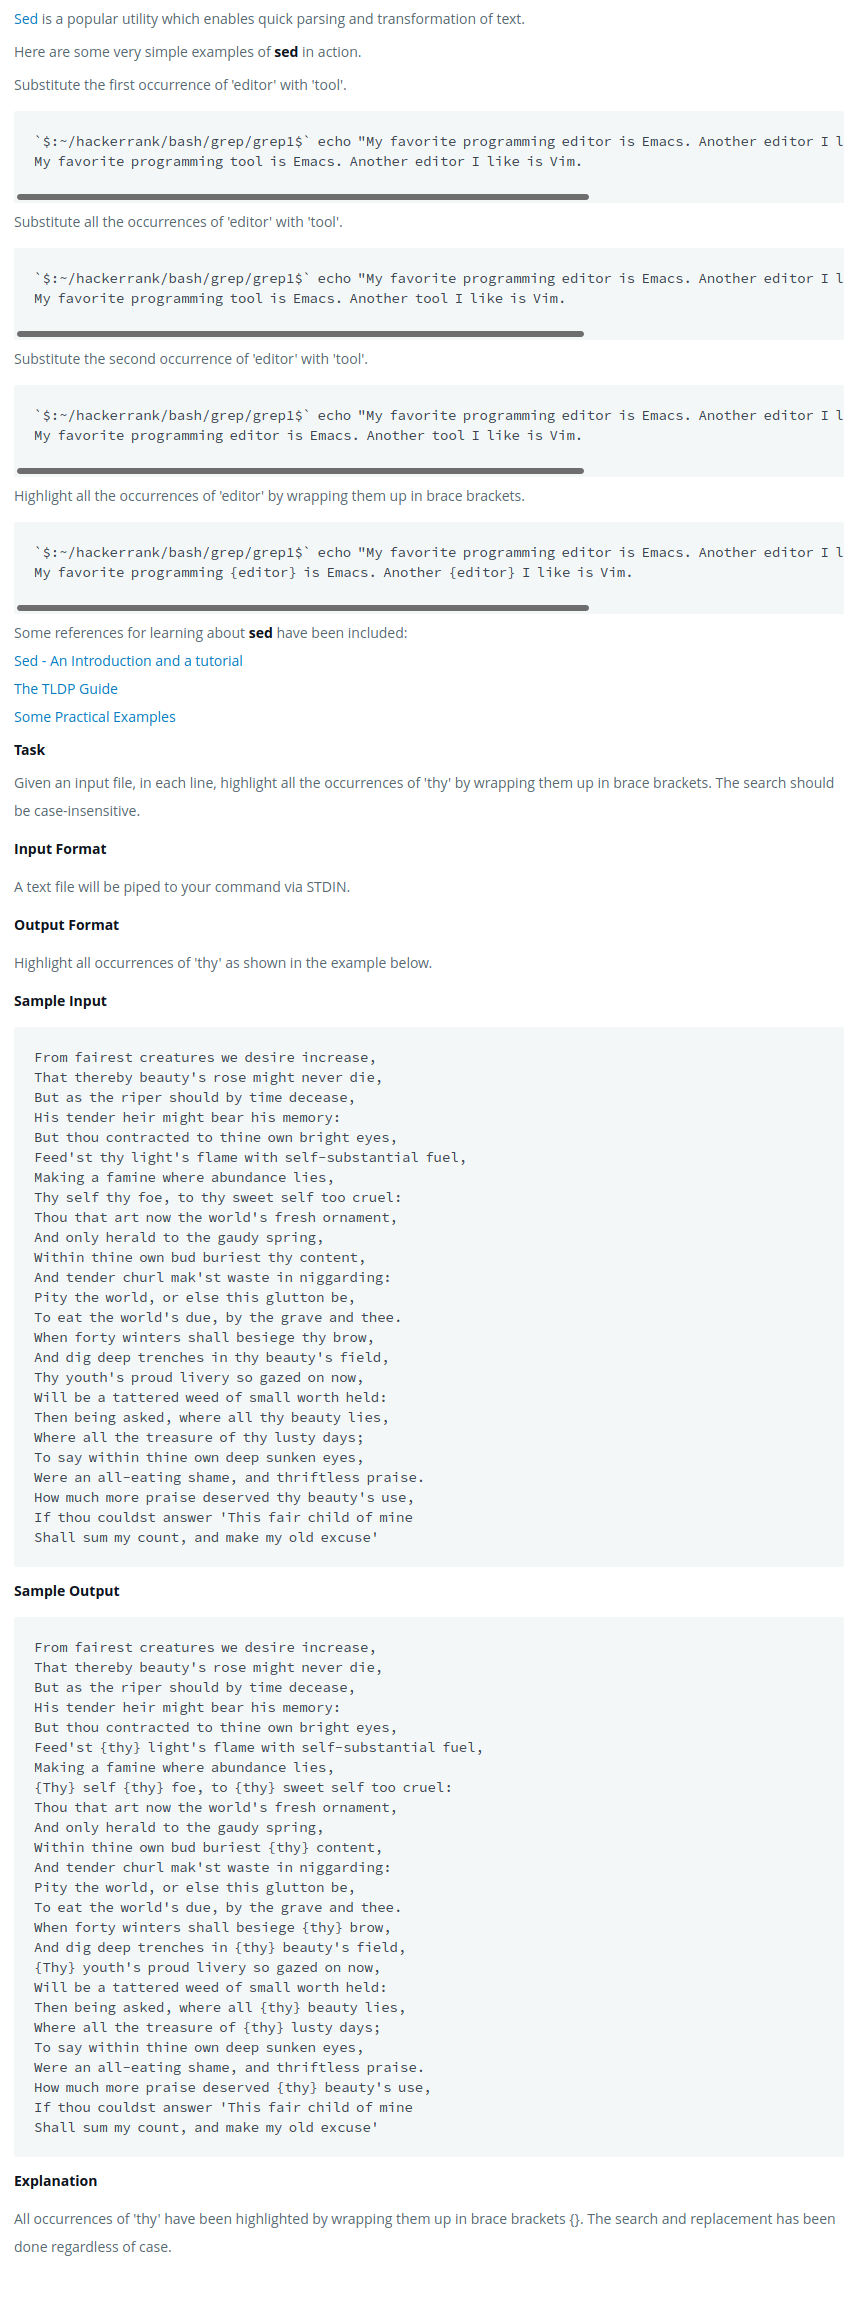 Sed is a popular utility which enables quick parsing and transformation of text.
Here are some very simple examples of sed in action.
Substitute the first occurrence of 'editor' with 'tool'.
`$:~/hackerrank/bash/grep/grep1$` echo "My favorite programming editor is Emacs. Another editor I l
My favorite programming tool is Emacs. Another editor I like is Vim.
Substitute all the occurrences of 'editor' with 'tool'.
`$:~/hackerrank/bash/grep/grep1$` echo "My favorite programming editor is Emacs. Another editor I l
My favorite programming tool is Emacs. Another tool I like is Vim.
Substitute the second occurrence of 'editor' with 'tool'.
`$:~/hackerrank/bash/grep/grep1$` echo "My favorite programming editor is Emacs. Another editor I l
My favorite programming editor is Emacs. Another tool I like is Vim.
Highlight all the occurrences of 'editor' by wrapping them up in brace brackets.
`$:~/hackerrank/bash/grep/grep1$` echo "My favorite programming editor is Emacs. Another editor I l
My favorite programming {editor} is Emacs. Another {editor} I like is Vim.
Some references for learning about sed have been included:
Sed - An Introduction and a tutorial
The TLDP Guide
Some Practical Examples
Task
Given an input file, in each line, highlight all the occurrences of 'thy' by wrapping them up in brace brackets. The search should
be case-insensitive.
Input Format
A text file will be piped to your command via STDIN.
Output Format
Highlight all occurrences of 'thy' as shown in the example below.
Sample Input
From fairest creatures we desire increase,
That thereby beauty's rose might never die,
But as the riper should by time decease,
His tender heir might bear his memory:
But thou contracted to thine own bright eyes,
Feed'st thy light's flame with self-substantial fuel,
Making a famine where abundance lies,
Thy self thy foe, to thy sweet self too cruel:
Thou that art now the world's fresh ornament,
And only herald to the gaudy spring,
Within thine own bud buriest thy content,
And tender churl mak'st waste in niggarding:
Pity the world, or else this glutton be,
To eat the world's due, by the grave and thee.
When forty winters shall besiege thy brow,
And dig deep trenches in thy beauty's field,
Thy youth's proud livery so gazed on now,
Will be a tattered weed of small worth held:
Then being asked, where all thy beauty lies,
Where all the treasure of thy lusty days;
To say within thine own deep sunken eyes,
Were an all-eating shame, and thriftless praise.
How much more praise deserved thy beauty's use,
If thou couldst answer 'This fair child of mine
Shall sum my count, and make my old excuse'
Sample Output
From fairest creatures we desire increase,
That thereby beauty's rose might never die,
But as the riper should by time decease,
His tender heir might bear his memory:
But thou contracted to thine own bright eyes,
Feed'st {thy} light's flame with self-substantial fuel,
Making a famine where abundance lies,
{Thy} self {thy} foe, to {thy} sweet self too cruel:
Thou that art now the world's fresh ornament,
And only herald to the gaudy spring,
Within thine own bud buriest {thy} content,
And tender churl mak'st waste in niggarding:
Pity the world, or else this glutton be,
To eat the world's due, by the grave and thee.
When forty winters shall besiege {thy} brow,
And dig deep trenches in {thy} beauty's field,
{Thy} youth's proud livery so gazed on now,
Will be a tattered weed of small worth held:
Then being asked, where all {thy} beauty lies,
Where all the treasure of {thy} lusty days;
To say within thine own deep sunken eyes,
Were an all-eating shame, and thriftless praise.
How much more praise deserved {thy} beauty's use,
If thou couldst answer 'This fair child of mine
Shall sum my count, and make my old excuse'
Explanation
All occurrences of 'thy' have been highlighted by wrapping them up in brace brackets {}. The search and replacement has been
done regardless of case.